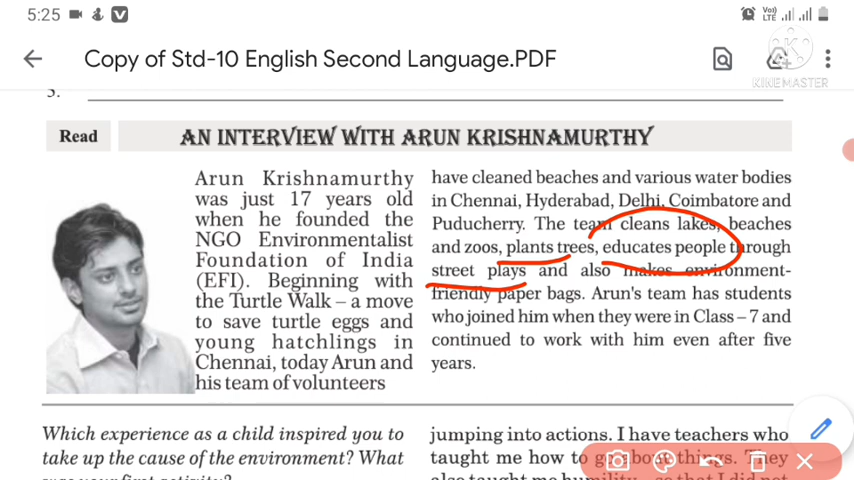 5:25
Vo)
LTE
Copy of Std-10 English Second Language.PDF
KINEMASTER
Read
AN INTERVIEW WITH ARUN KRISHNAMURTHY
Arun Krishnamurthy
was just 17 years old
when he founded the
NGO Environmentalist
Foundation of India
(EFI). Beginning with
the Turtle Walk – a move
to save turtle eggs and
young hatchlings in
Chennai, today Arun and
his team of volunteers
have cleaned beaches and various water bodies
in Chennai, Hyderabad, Delhi, Coimbatore and
Puducherry. The team cleans lakes, beaches
and zoos, plants trees, educates people through
street plays and also makes environment-
friendly paper bags. Arun's team has students
who joined him when they were in Class – 7 and
continued to work with him even after five
years.
Which experience as a child inspired you to
take up the cause of the environment? What
jumping into actions. I have teachers who
taught me how to go about things. They